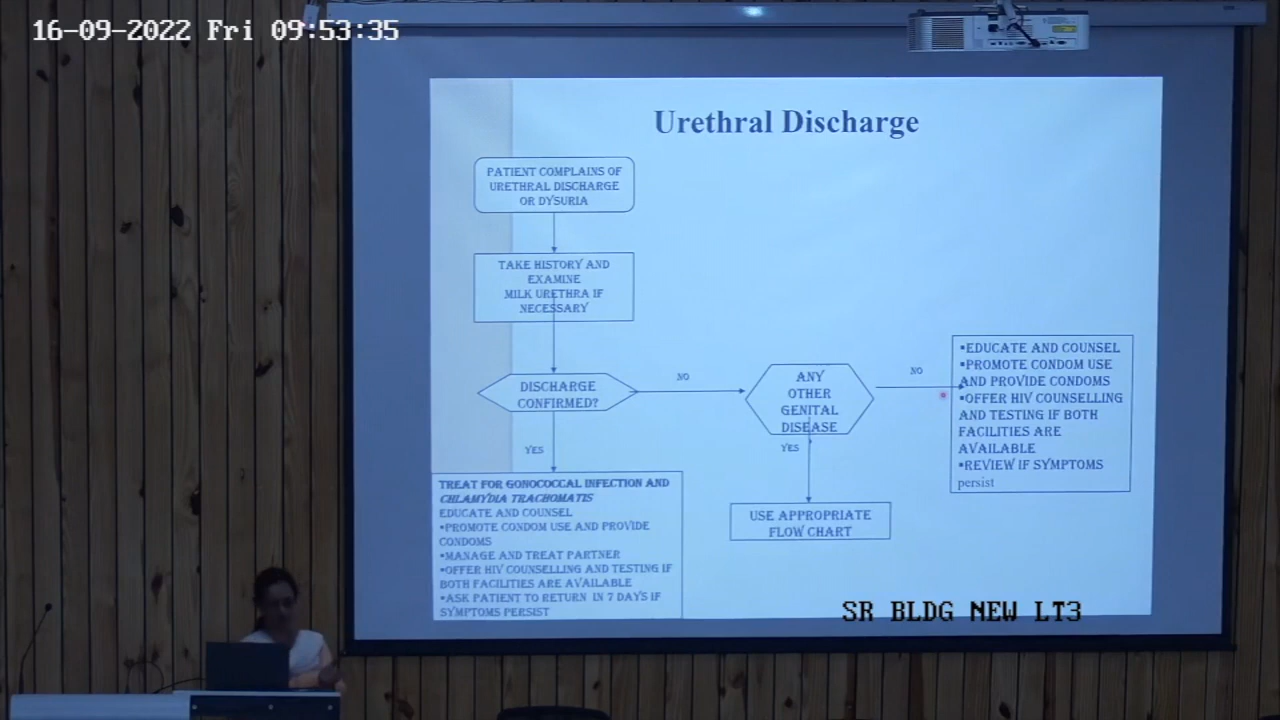 16-09-2022 Fri 09:53:35
Urethral Discharge
PATIENT COMPLAINS OF
URETHRAL DISCHARGE
OR DYSURIA
TAKE HISTORY AND
EXAMINE
MILK URETHRA IF
NECESSARY
DISCHARGE
CONFIRMED?
NO
ANY
OTHER
GENITAL
DISEASE
NO
▪EDUCATE AND COUNSEL
▪PROMOTE CONDOM USE
AND PROVIDE CONDOMS
▪OFFER HIV COUNSELLING
AND TESTING IF BOTH
FACILITIES ARE
AVAILABLE
▪REVIEW IF SYMPTOMS
persist
YES
YES
TREAT FOR GONOCOCCAL INFECTION AND
CHLAMYDIA TRACHOMATIS
EDUCATE AND COUNSEL
▪PROMOTE CONDOM USE AND PROVIDE
CONDOMS
▪MANAGE AND TREAT PARTNER
▪OFFER HIV COUNSELLING AND TESTING IF
BOTH FACILITIES ARE AVAILABLE
▪ASK PATIENT TO RETURN IN 7 DAYS IF
SYMPTOMS PERSIST
USE APPROPRIATE
FLOW CHART
SR BLDG NEW LT3